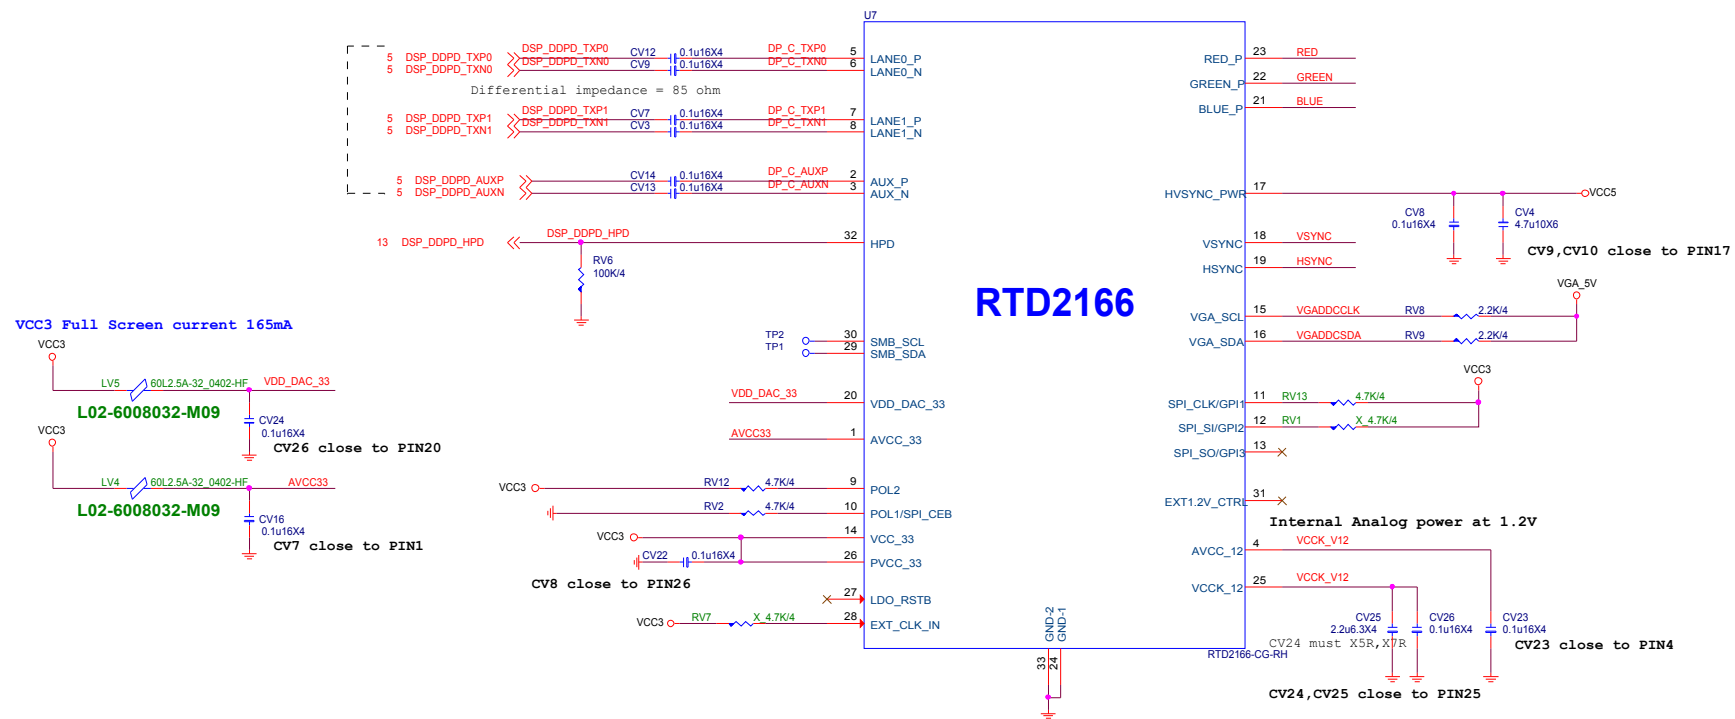 U7
5 DSP_DDPD_TXP0 DSP_DDPD_TXP0 CV12 0.1u16X4 DP_C_TXP0 5 LANE0_P
5 DSP_DDPD_TXN0 DSP_DDPD_TXN0 CV9 0.1u16X4 DP_C_TXN0 6 LANE0_N
Differential impedance = 85 ohm
5 DSP_DDPD_TXP1 DSP_DDPD_TXP1 CV7 0.1u16X4 DP_C_TXP1 7 LANE1_P
5 DSP_DDPD_TXN1 DSP_DDPD_TXN1 CV3 0.1u16X4 DP_C_TXN1 8 LANE1_N
5 DSP_DDPD_AUXP CV14 0.1u16X4 DP_C_AUXP 2 AUX_P
5 DSP_DDPD_AUXN CV13 0.1u16X4 DP_C_AUXN 3 AUX_N
13 DSP_DDPD_HPD DSP_DDPD_HPD 32 HPD
RV6
100K/4
TP2 30 SMB_SCL
TP1 29 SMB_SDA
VDD_DAC_33 20 VDD_DAC_33
AVCC33 1 AVCC_33
VCC3 RV12 4.7K/4 9 POL2
RV2 4.7K/4 10 POL1/SPI_CEB
VCC3 14 VCC_33
CV22 0.1u16X4 26 PVCC_33
CV8 close to PIN26
27 LDO_RSTB
VCC3 RV7 X_4.7K/4 28 EXT_CLK_IN
VCC3 Full Screen current 165mA
VCC3
LV5 60L2.5A-32_0402-HF VDD_DAC_33
L02-6008032-M09
CV24
0.1u16X4
CV26 close to PIN20
VCC3
LV4 60L2.5A-32_0402-HF AVCC33
L02-6008032-M09
CV16
0.1u16X4
CV7 close to PIN1
RTD2166
GND-2
GND-1
33
24
RTD2166-CG-RH
RED_P 23 RED
GREEN_P 22 GREEN
BLUE_P 21 BLUE
HVSYNC_PWR 17 VCC5
CV8
0.1u16X4
CV4
4.7u10X6
CV9,CV10 close to PIN17
VSYNC 18 VSYNC
HSYNC 19 HSYNC
VGA_5V
VGA_SCL 15 VGADDCCLK RV8 2.2K/4
VGA_SDA 16 VGADDCSDA RV9 2.2K/4
VCC3
SPI_CLK/GPI1 11 RV13 4.7K/4
SPI_SI/GPI2 12 RV1 X_4.7K/4
SPI_SO/GPI3 13
EXT1.2V_CTRL 31
Internal Analog power at 1.2V
AVCC_12 4 VCCK_V12
VCCK_12 25 VCCK_V12
CV25
2.2u6.3X4
CV26
0.1u16X4
CV23
0.1u16X4
CV24 must X5R,X7R
CV23 close to PIN4
CV24,CV25 close to PIN25